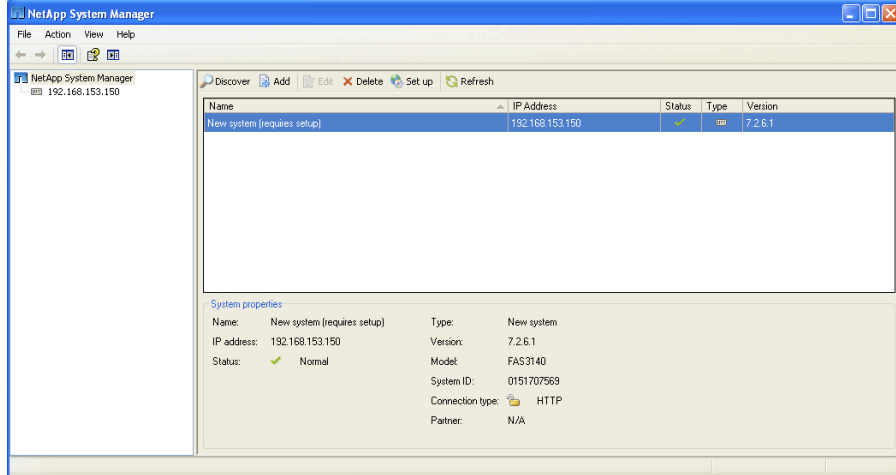 NetApp System Manager
File Action View Help
NetApp System Manager
192.168.153.150
Discover Add Edit Delete Set up Refresh
Name IP Address Status Type Version
New system (requires setup) 192.168.153.150 7.2.6.1
System properties
Name: New system (requires setup) Type: New system
IP address: 192.168.153.150 Version: 7.2.6.1
Status: Normal Model: FAS3140
System ID: 0151707569
Connection type: HTTP
Partner: N/A